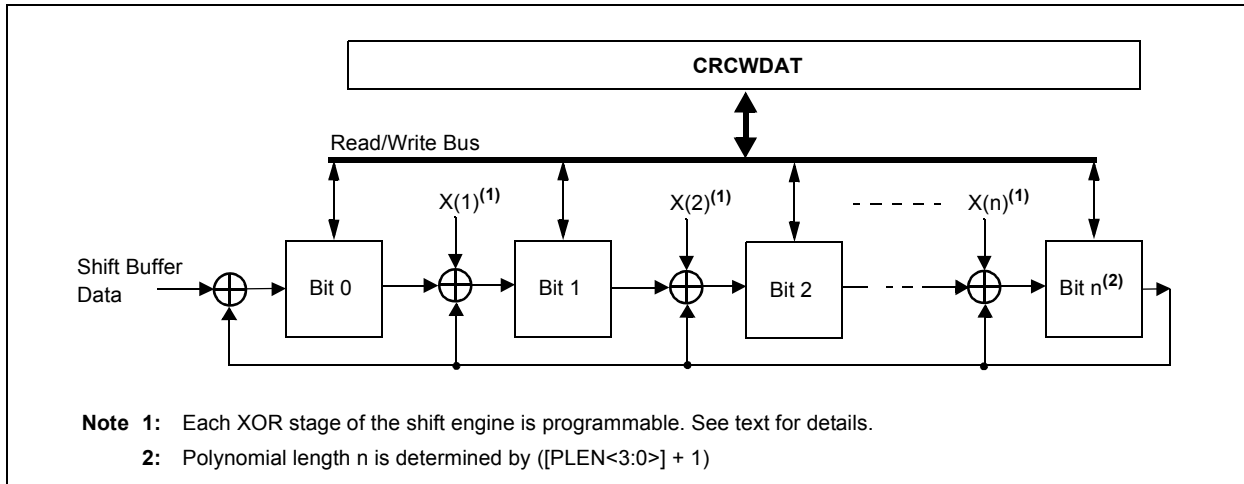 CRCWDAT
Read/Write Bus
X(1)(1)
X(2)(1)
X(n)(1)
Shift Buffer
Data
Bit 0
Bit 1
Bit 2
Bit n(2)
Note 1: Each XOR stage of the shift engine is programmable. See text for details.
2: Polynomial length n is determined by ([PLEN<3:0>] + 1)